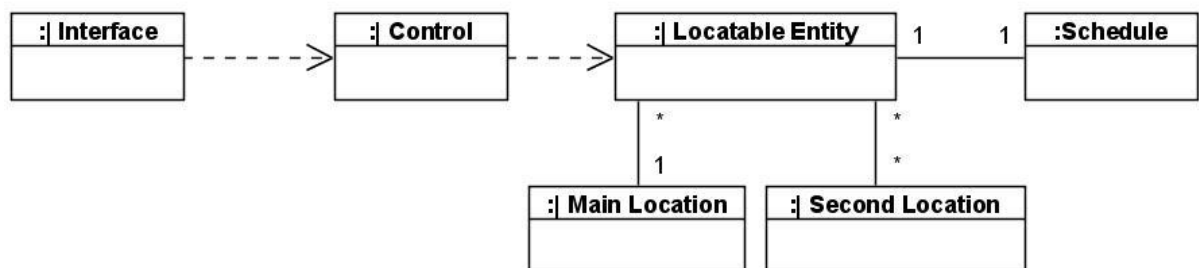 :| Interface
:| Control
:| Locatable Entity
1 1
:Schedule
* *
1 *
:| Main Location
:| Second Location